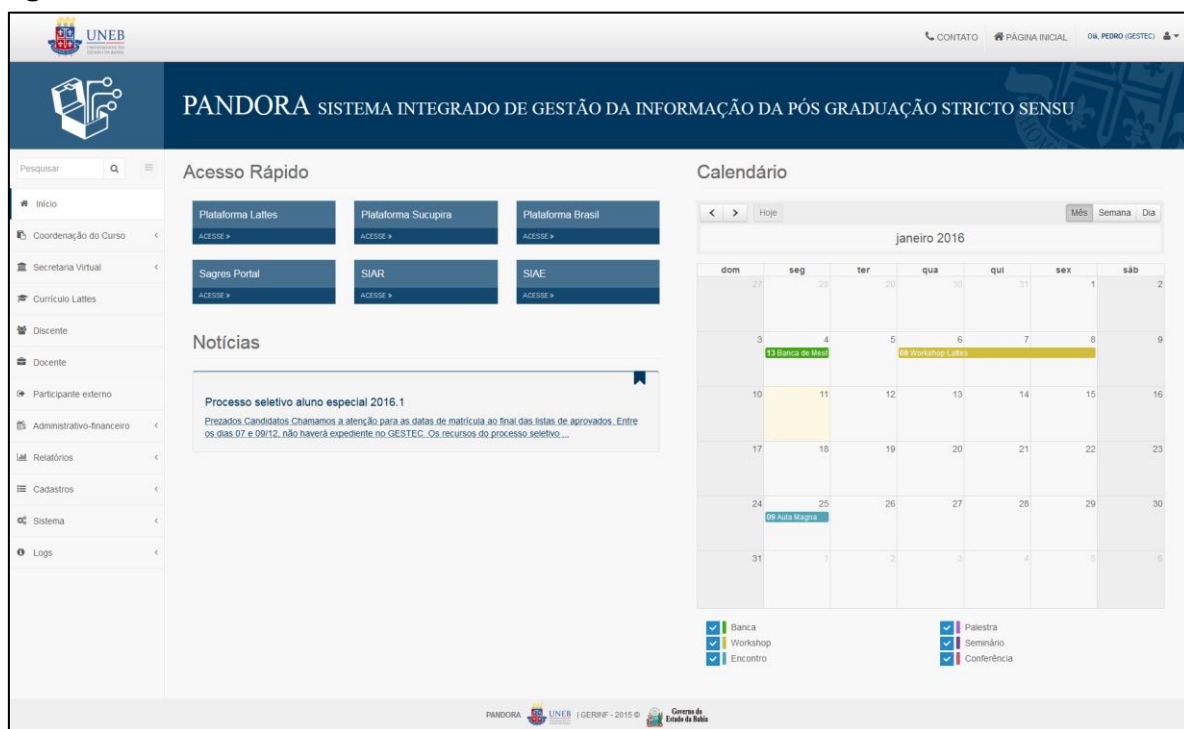 UNEB
UNIVERSIDADE DO
ESTADO DA BAHIA
CONTATO PÁGINA INICIAL Olá, PEDRO (GESTEC)
PANDORA SISTEMA INTEGRADO DE GESTÃO DA INFORMAÇÃO DA PÓS GRADUAÇÃO STRICTO SENSU
Pesquisar
Início
Coordenação do Curso
Secretaria Virtual
Currículo Lattes
Discente
Docente
Participante externo
Administrativo-financeiro
Relatórios
Cadastros
Sistema
Logs
Acesso Rápido
Plataforma Lattes Plataforma Sucupira Plataforma Brasil
ACESSE » ACESSE » ACESSE »
Sagres Portal SIAR SIAE
ACESSE » ACESSE » ACESSE »
Notícias
Processo seletivo aluno especial 2016.1
Prezados Candidatos Chamamos a atenção para as datas de matrícula ao final das listas de aprovados. Entre
os dias 07 e 09/12, não haverá expediente no GESTEC. Os recursos do processo seletivo ...
Calendário
Hoje Mês Semana Dia
janeiro 2016
dom seg ter qua qui sex sáb
27 28 29 30 31 1 2
3 4 5 6 7 8 9
13 Banca de Mest 08 Workshop Lattes
10 11 12 13 14 15 16
17 18 19 20 21 22 23
24 25 26 27 28 29 30
09 Aula Magna
31 1 2 3 4 5 6
Banca Palestra
Workshop Seminário
Encontro Conferência
PANDORA UNEB | GERINF - 2015 © Governo do
Estado da Bahia